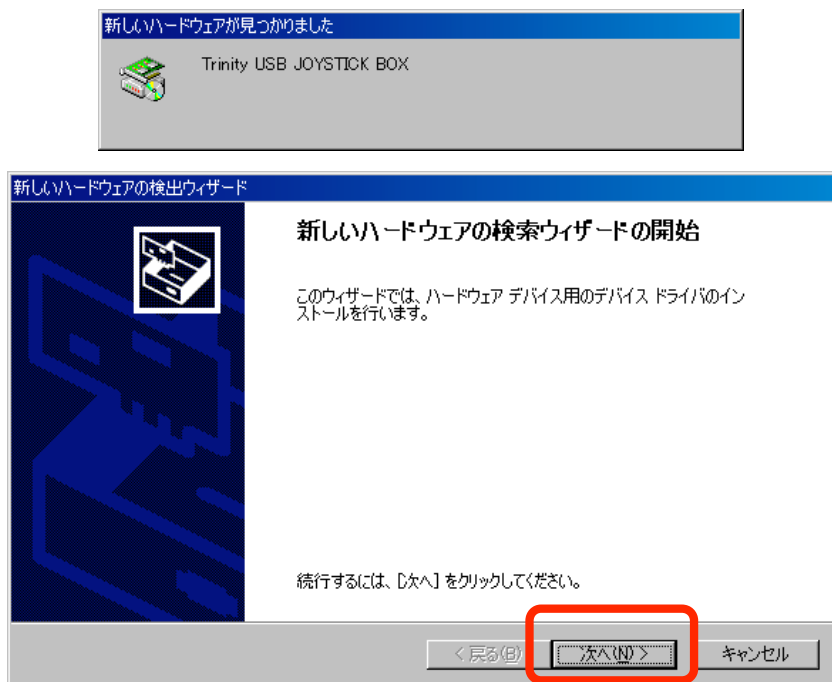 新しいハードウェアが見つかりました
Trinity USB JOYSTICK BOX
新しいハードウェアの検出ウィザード
新しいハードウェアの検索ウィザードの開始
このウィザードでは、ハードウェア デバイス用のデバイス ドライバのイン
ストールを行います。
続行するには、[次へ] をクリックしてください。
< 戻る(B)
次へ(N) >
キャンセル